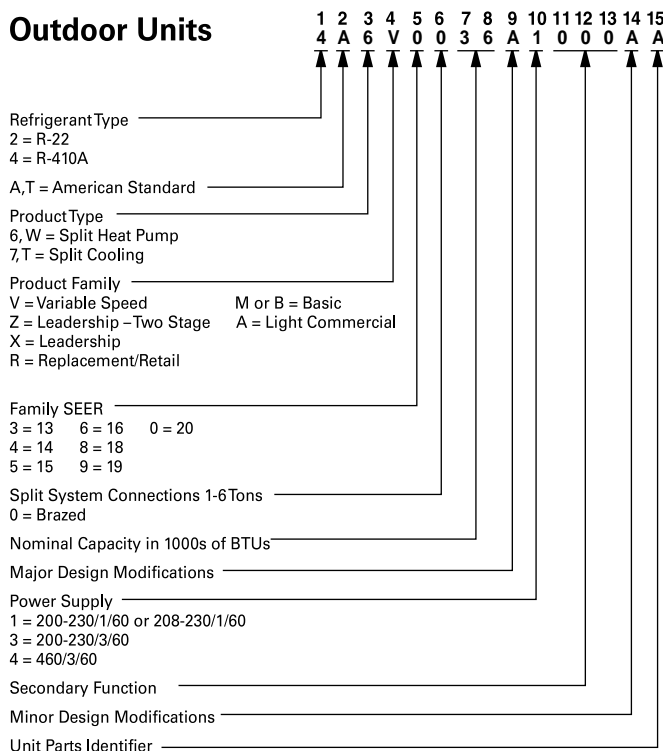 Outdoor Units
1 2 3 4 5 6 7 8 9 10 11 12 13 14 15
4 A 6 V 0 0 3 6 A 1 0 0 0 A A
Refrigerant Type
2 = R-22
4 = R-410A
A,T = American Standard
Product Type
6, W = Split Heat Pump
7, T = Split Cooling
Product Family
V = Variable Speed M or B = Basic
Z = Leadership – Two Stage A = Light Commercial
X = Leadership
R = Replacement/Retail
Family SEER
3 = 13 6 = 16 0 = 20
4 = 14 8 = 18
5 = 15 9 = 19
Split System Connections 1-6 Tons
0 = Brazed
Nominal Capacity in 1000s of BTUs
Major Design Modifications
Power Supply
1 = 200-230/1/60 or 208-230/1/60
3 = 200-230/3/60
4 = 460/3/60
Secondary Function
Minor Design Modifications
Unit Parts Identifier